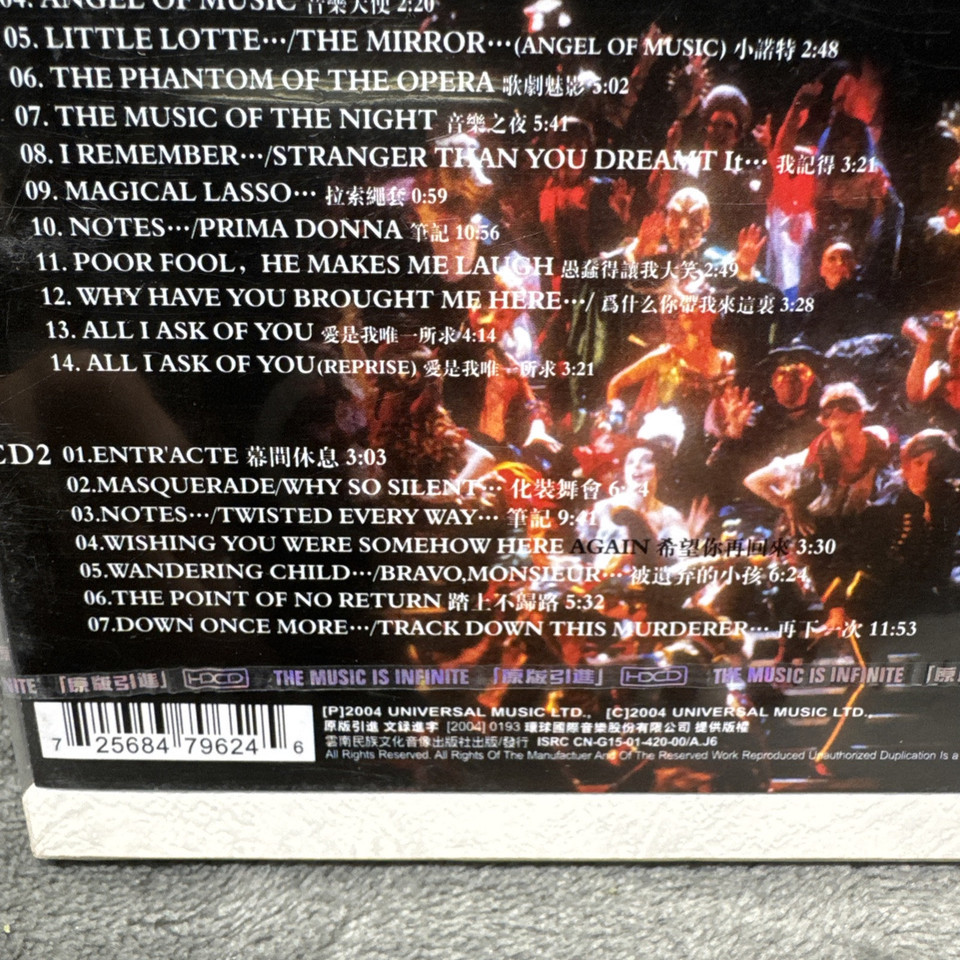 04. ANGEL OF MUSIC 音樂天使 2:20
05. LITTLE LOTTE···/THE MIRROR···(ANGEL OF MUSIC) 小諾特 2:48
06. THE PHANTOM OF THE OPERA 歌劇魅影 5:02
07. THE MUSIC OF THE NIGHT 音樂之夜 5:41
08. I REMEMBER···/STRANGER THAN YOU DREAMT It··· 我記得 3:21
09. MAGICAL LASSO··· 拉索繩套 0:59
10. NOTES···/PRIMA DONNA 筆記 10:56
11. POOR FOOL, HE MAKES ME LAUGH 愚蠢得讓我大笑 2:49
12. WHY HAVE YOU BROUGHT ME HERE···/ 爲什么你帶我來這裏 3:28
13. ALL I ASK OF YOU 愛是我唯一所求 4:14
14. ALL I ASK OF YOU(REPRISE) 愛是我唯一所求 3:21
CD2 01.ENTR'ACTE 幕間休息 3:03
02.MASQUERADE/WHY SO SILENT··· 化裝舞會
03.NOTES···/TWISTED EVERY WAY··· 筆記 9:41
04.WISHING YOU WERE SOMEHOW HERE AGAIN 希望你再回來 3:30
05.WANDERING CHILD···/BRAVO,MONSIEUR··· 被遺弃的小孩 6:24
06.THE POINT OF NO RETURN 踏上不歸路 5:32
07.DOWN ONCE MORE···/TRACK DOWN THIS MURDERER··· 再下一次 11:53
NITE 「原版引進」 HDCD THE MUSIC IS INFINITE 「原版引進」 HDCD THE MUSIC IS INFINITE 「原
7 25684 79624 6
[P]2004 UNIVERSAL MUSIC LTD., [C]2004 UNIVERSAL MUSIC LTD.,
原版引進 文録進字 [2004] 0193 環球國際音樂股份有限公司 提供版權
雲南民族文化音像出版社出版/發行 ISRC CN-G15-01-420-00/A.J6
All Rights Reserved. All Rights Of The Manufactuer And Of The Reserved Work Reproduced Unauthorized Duplication Is a